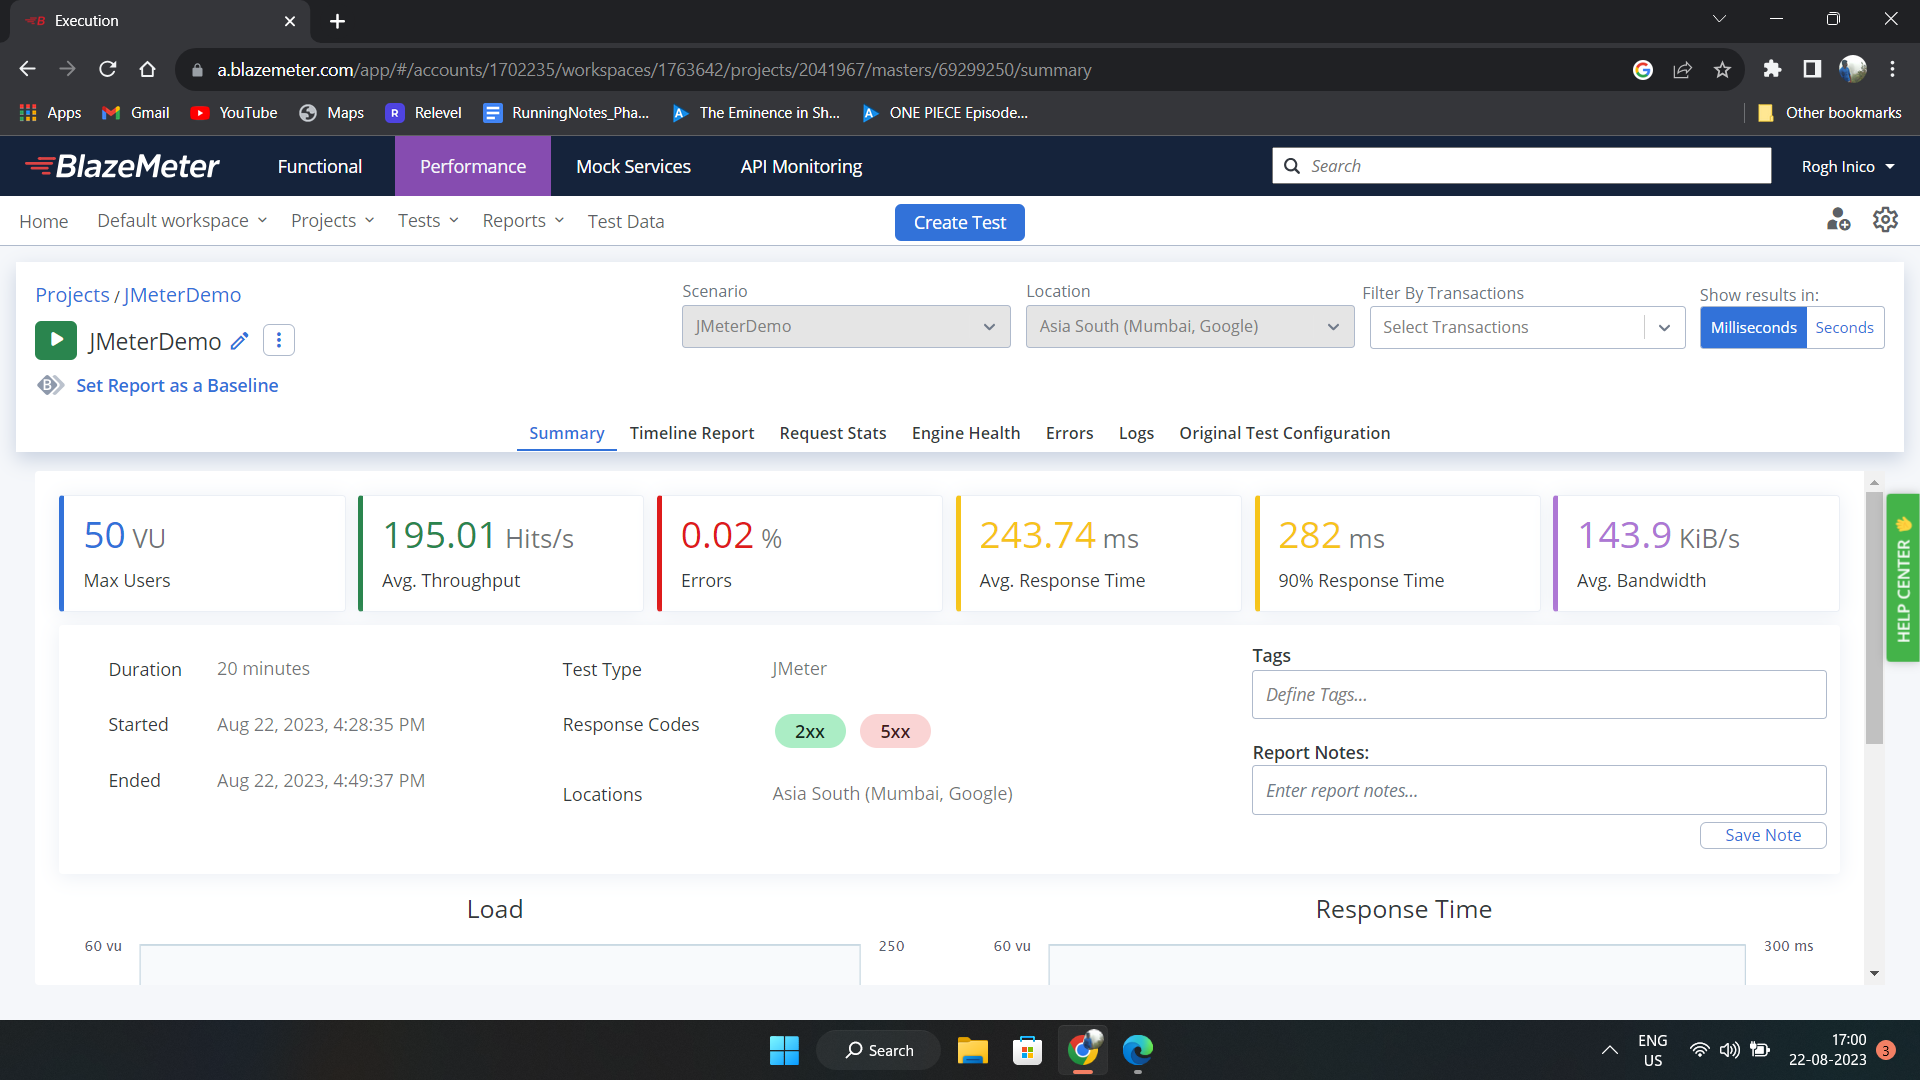 Execution
a.blazemeter.com/app/#/accounts/1702235/workspaces/1763642/projects/2041967/masters/69299250/summary
Apps Gmail YouTube Maps R Relevel RunningNotes_Pha... The Eminence in Sh... ONE PIECE Episode... Other bookmarks
BlazeMeter Functional Performance Mock Services API Monitoring Search Rogh Inico
Home Default workspace Projects Tests Reports Test Data Create Test
Projects / JMeterDemo
Scenario Location Filter By Transactions Show results in:
JMeterDemo Asia South (Mumbai, Google) Select Transactions Milliseconds Seconds
JMeterDemo
B Set Report as a Baseline
Summary Timeline Report Request Stats Engine Health Errors Logs Original Test Configuration
50 VU 195.01 Hits/s 0.02 % 243.74 ms 282 ms 143.9 KiB/s
Max Users Avg. Throughput Errors Avg. Response Time 90% Response Time Avg. Bandwidth
HELP CENTER
Duration 20 minutes Test Type JMeter Tags
Define Tags...
Started Aug 22, 2023, 4:28:35 PM Response Codes 2xx 5xx
Report Notes:
Ended Aug 22, 2023, 4:49:37 PM Locations Asia South (Mumbai, Google) Enter report notes...
Save Note
Load Response Time
60 vu 250 60 vu 300 ms
Search ENG
US 17:00
22-08-2023 3